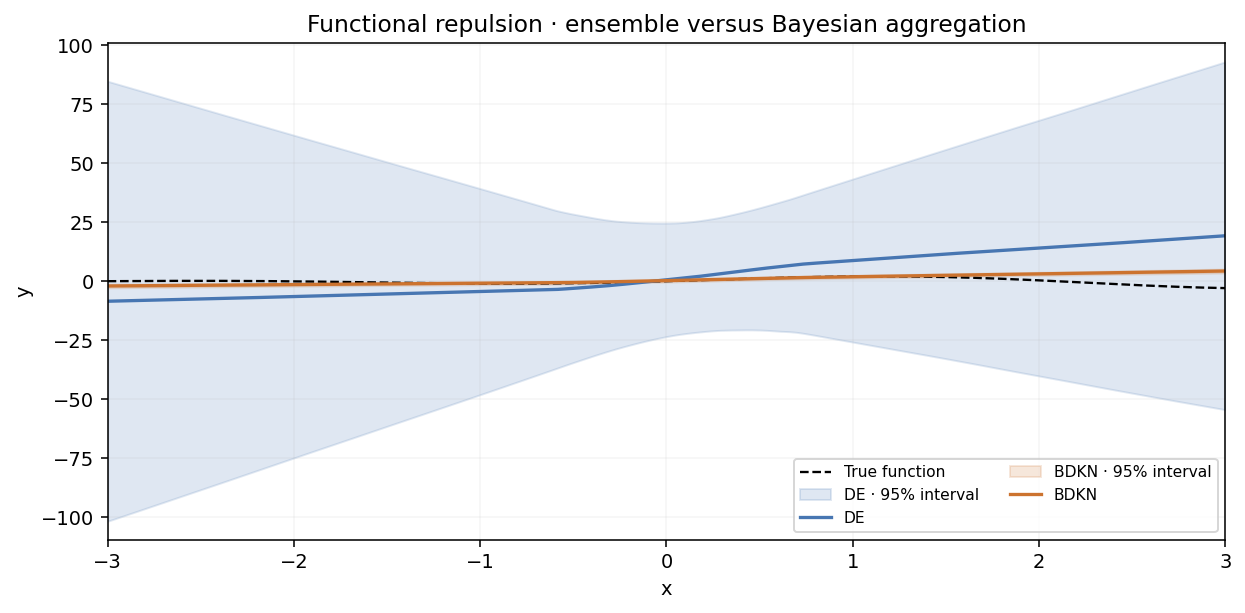 Functional repulsion · ensemble versus Bayesian aggregation
100
75
50
25
0
−25
−50
−75
−100
y
−3
−2
−1
0
1
2
3
x
True function
DE · 95% interval
DE
BDKN · 95% interval
BDKN